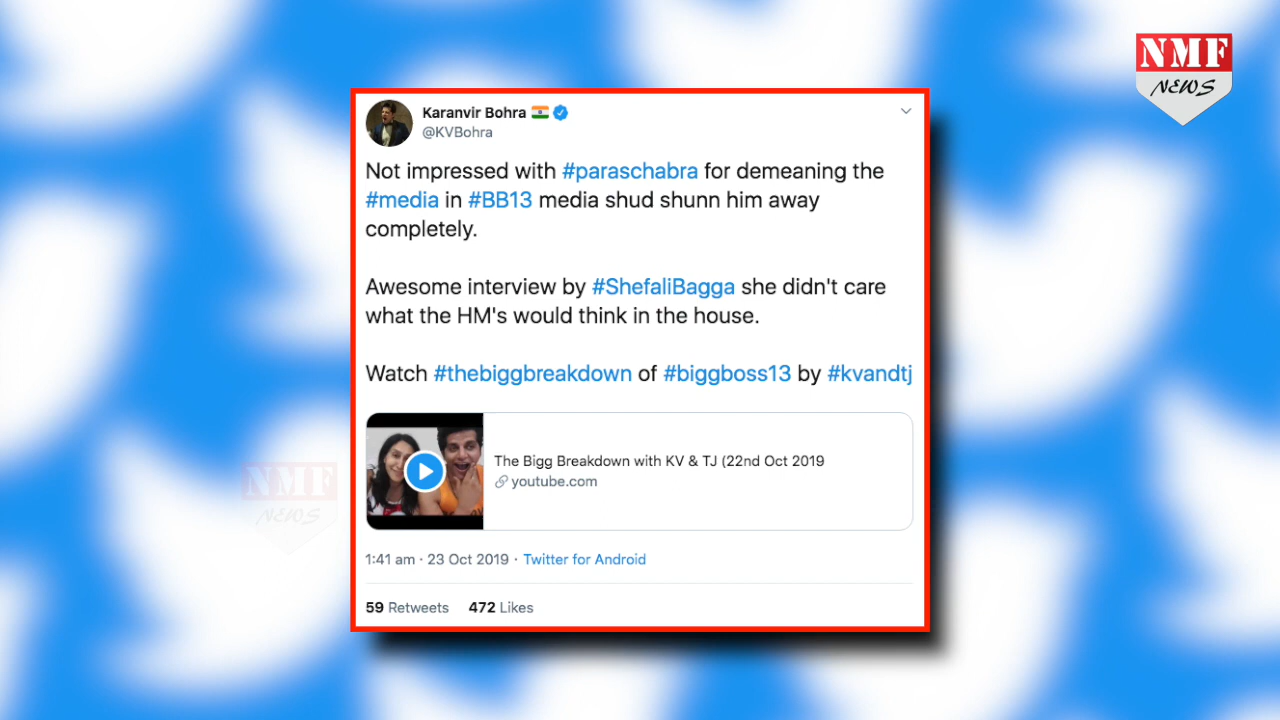 NMF
NEWS
Karanvir Bohra
@KVBohra
Not impressed with #paraschabra for demeaning the
#media in #BB13 media shud shunn him away
completely.
Awesome interview by #ShefaliBagga she didn't care
what the HM's would think in the house.
Watch #thebiggbreakdown of #biggboss13 by #kvandtj
The Bigg Breakdown with KV & TJ (22nd Oct 2019
youtube.com
NMF
NEWS
1:41 am · 23 Oct 2019 · Twitter for Android
59 Retweets 472 Likes